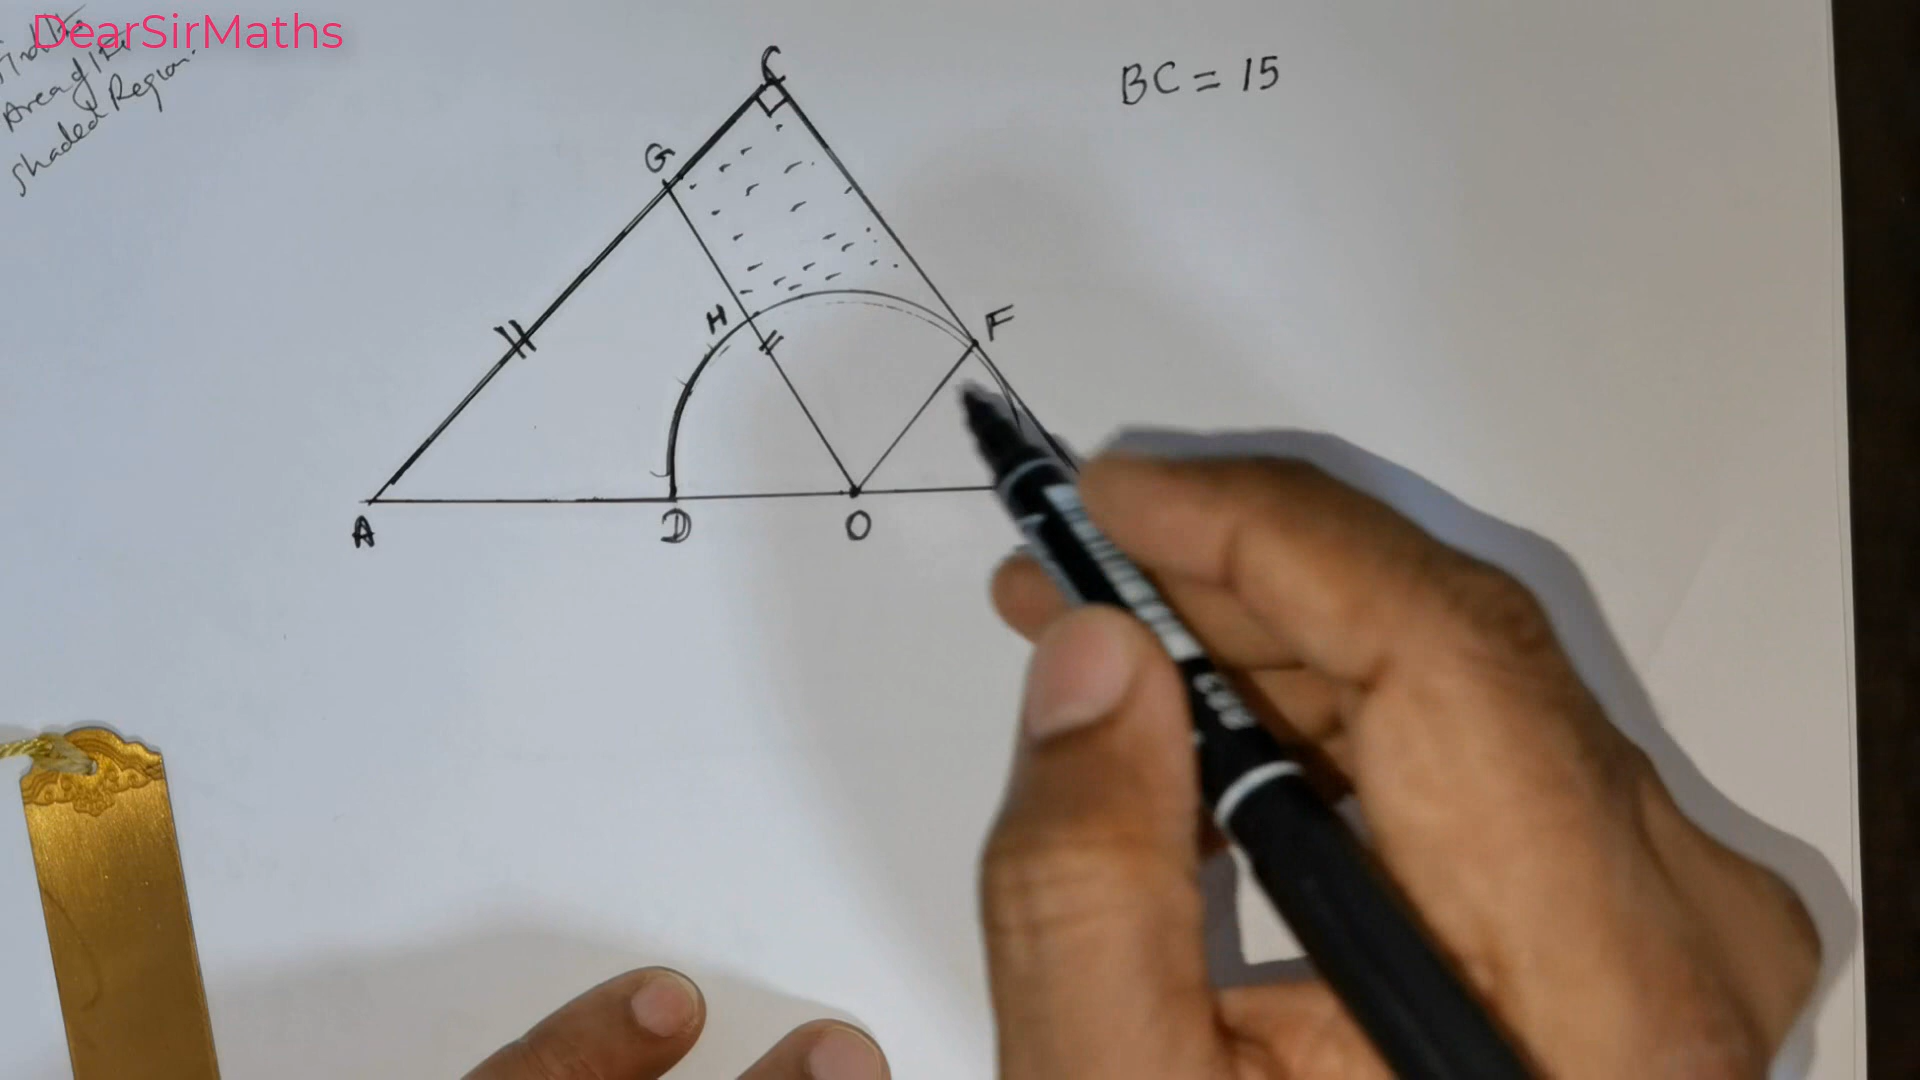 DearSirMaths
Area of
Shaded Region.
C
BC = 15
G
H
F
A
D
O